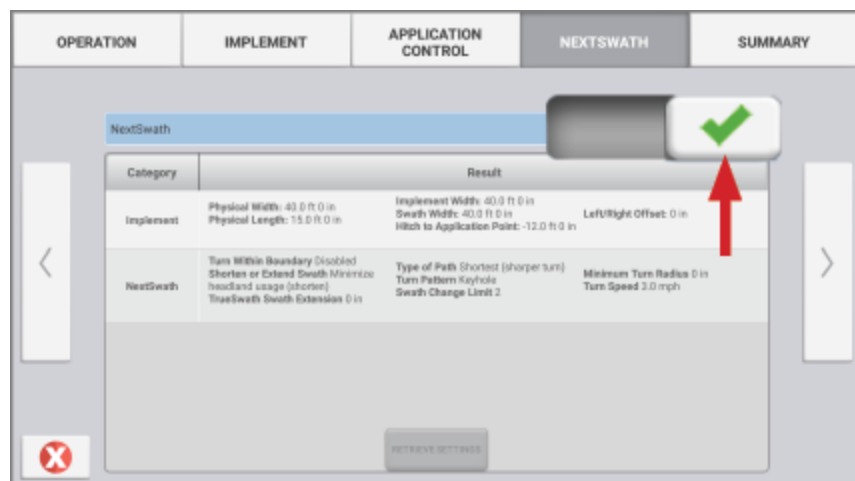 OPERATION
IMPLEMENT
APPLICATION
CONTROL
NEXTSWATH
SUMMARY
NextSwath
Category
Result
Implement
Physical Width: 40.0 ft 0 in
Physical Length: 15.0 ft 0 in
Implement Width: 40.0 ft 0 in
Swath Width: 40.0 ft 0 in
Hitch to Application Point: -12.0 ft 0 in
Left/Right Offset: 0 in
NextSwath
Turn Within Boundary Disabled
Shorten or Extend Swath Minimize
headland usage (shorten)
TrueSwath Swath Extension 0 in
Type of Path Shortest (sharper turn)
Turn Pattern Keyhole
Swath Change Limit 2
Minimum Turn Radius 0 in
Turn Speed 2.0 mph
RETRIEVE SETTINGS